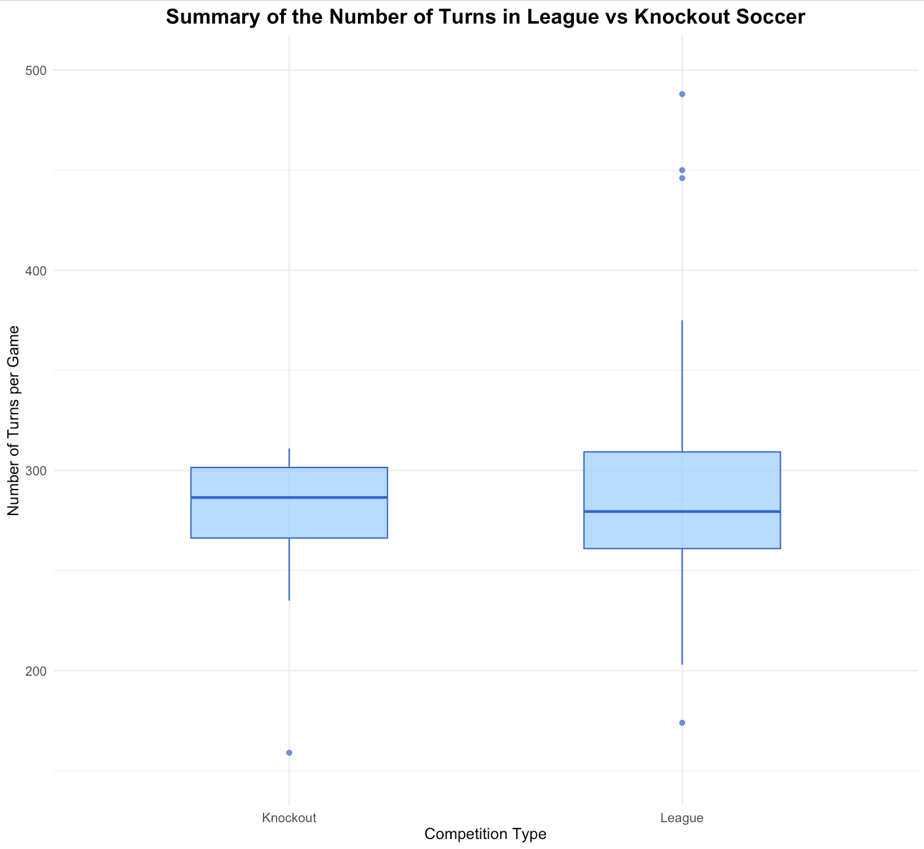 Summary of the Number of Turns in League vs Knockout Soccer
Number of Turns per Game
500
400
300
200
Knockout
League
Competition Type